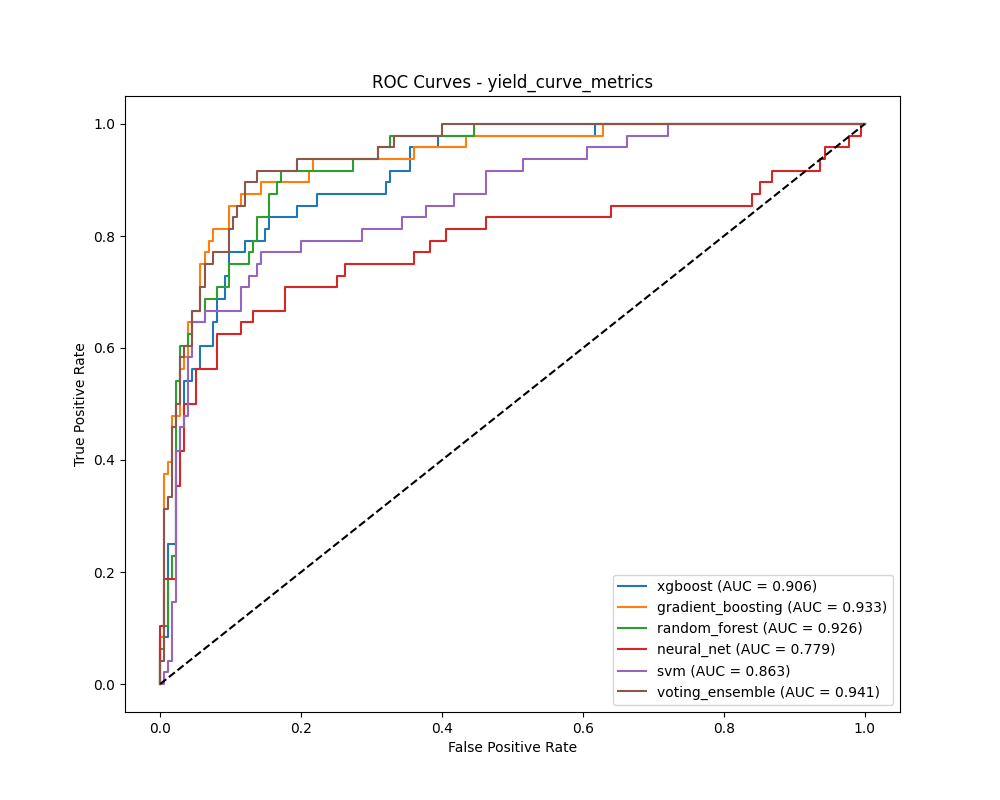 ROC Curves - yield_curve_metrics
True Positive Rate
1.0
0.8
0.6
0.4
0.2
0.0
xgboost (AUC = 0.906)
gradient_boosting (AUC = 0.933)
random_forest (AUC = 0.926)
neural_net (AUC = 0.779)
svm (AUC = 0.863)
voting_ensemble (AUC = 0.941)
0.0 0.2 0.4 0.6 0.8 1.0
False Positive Rate